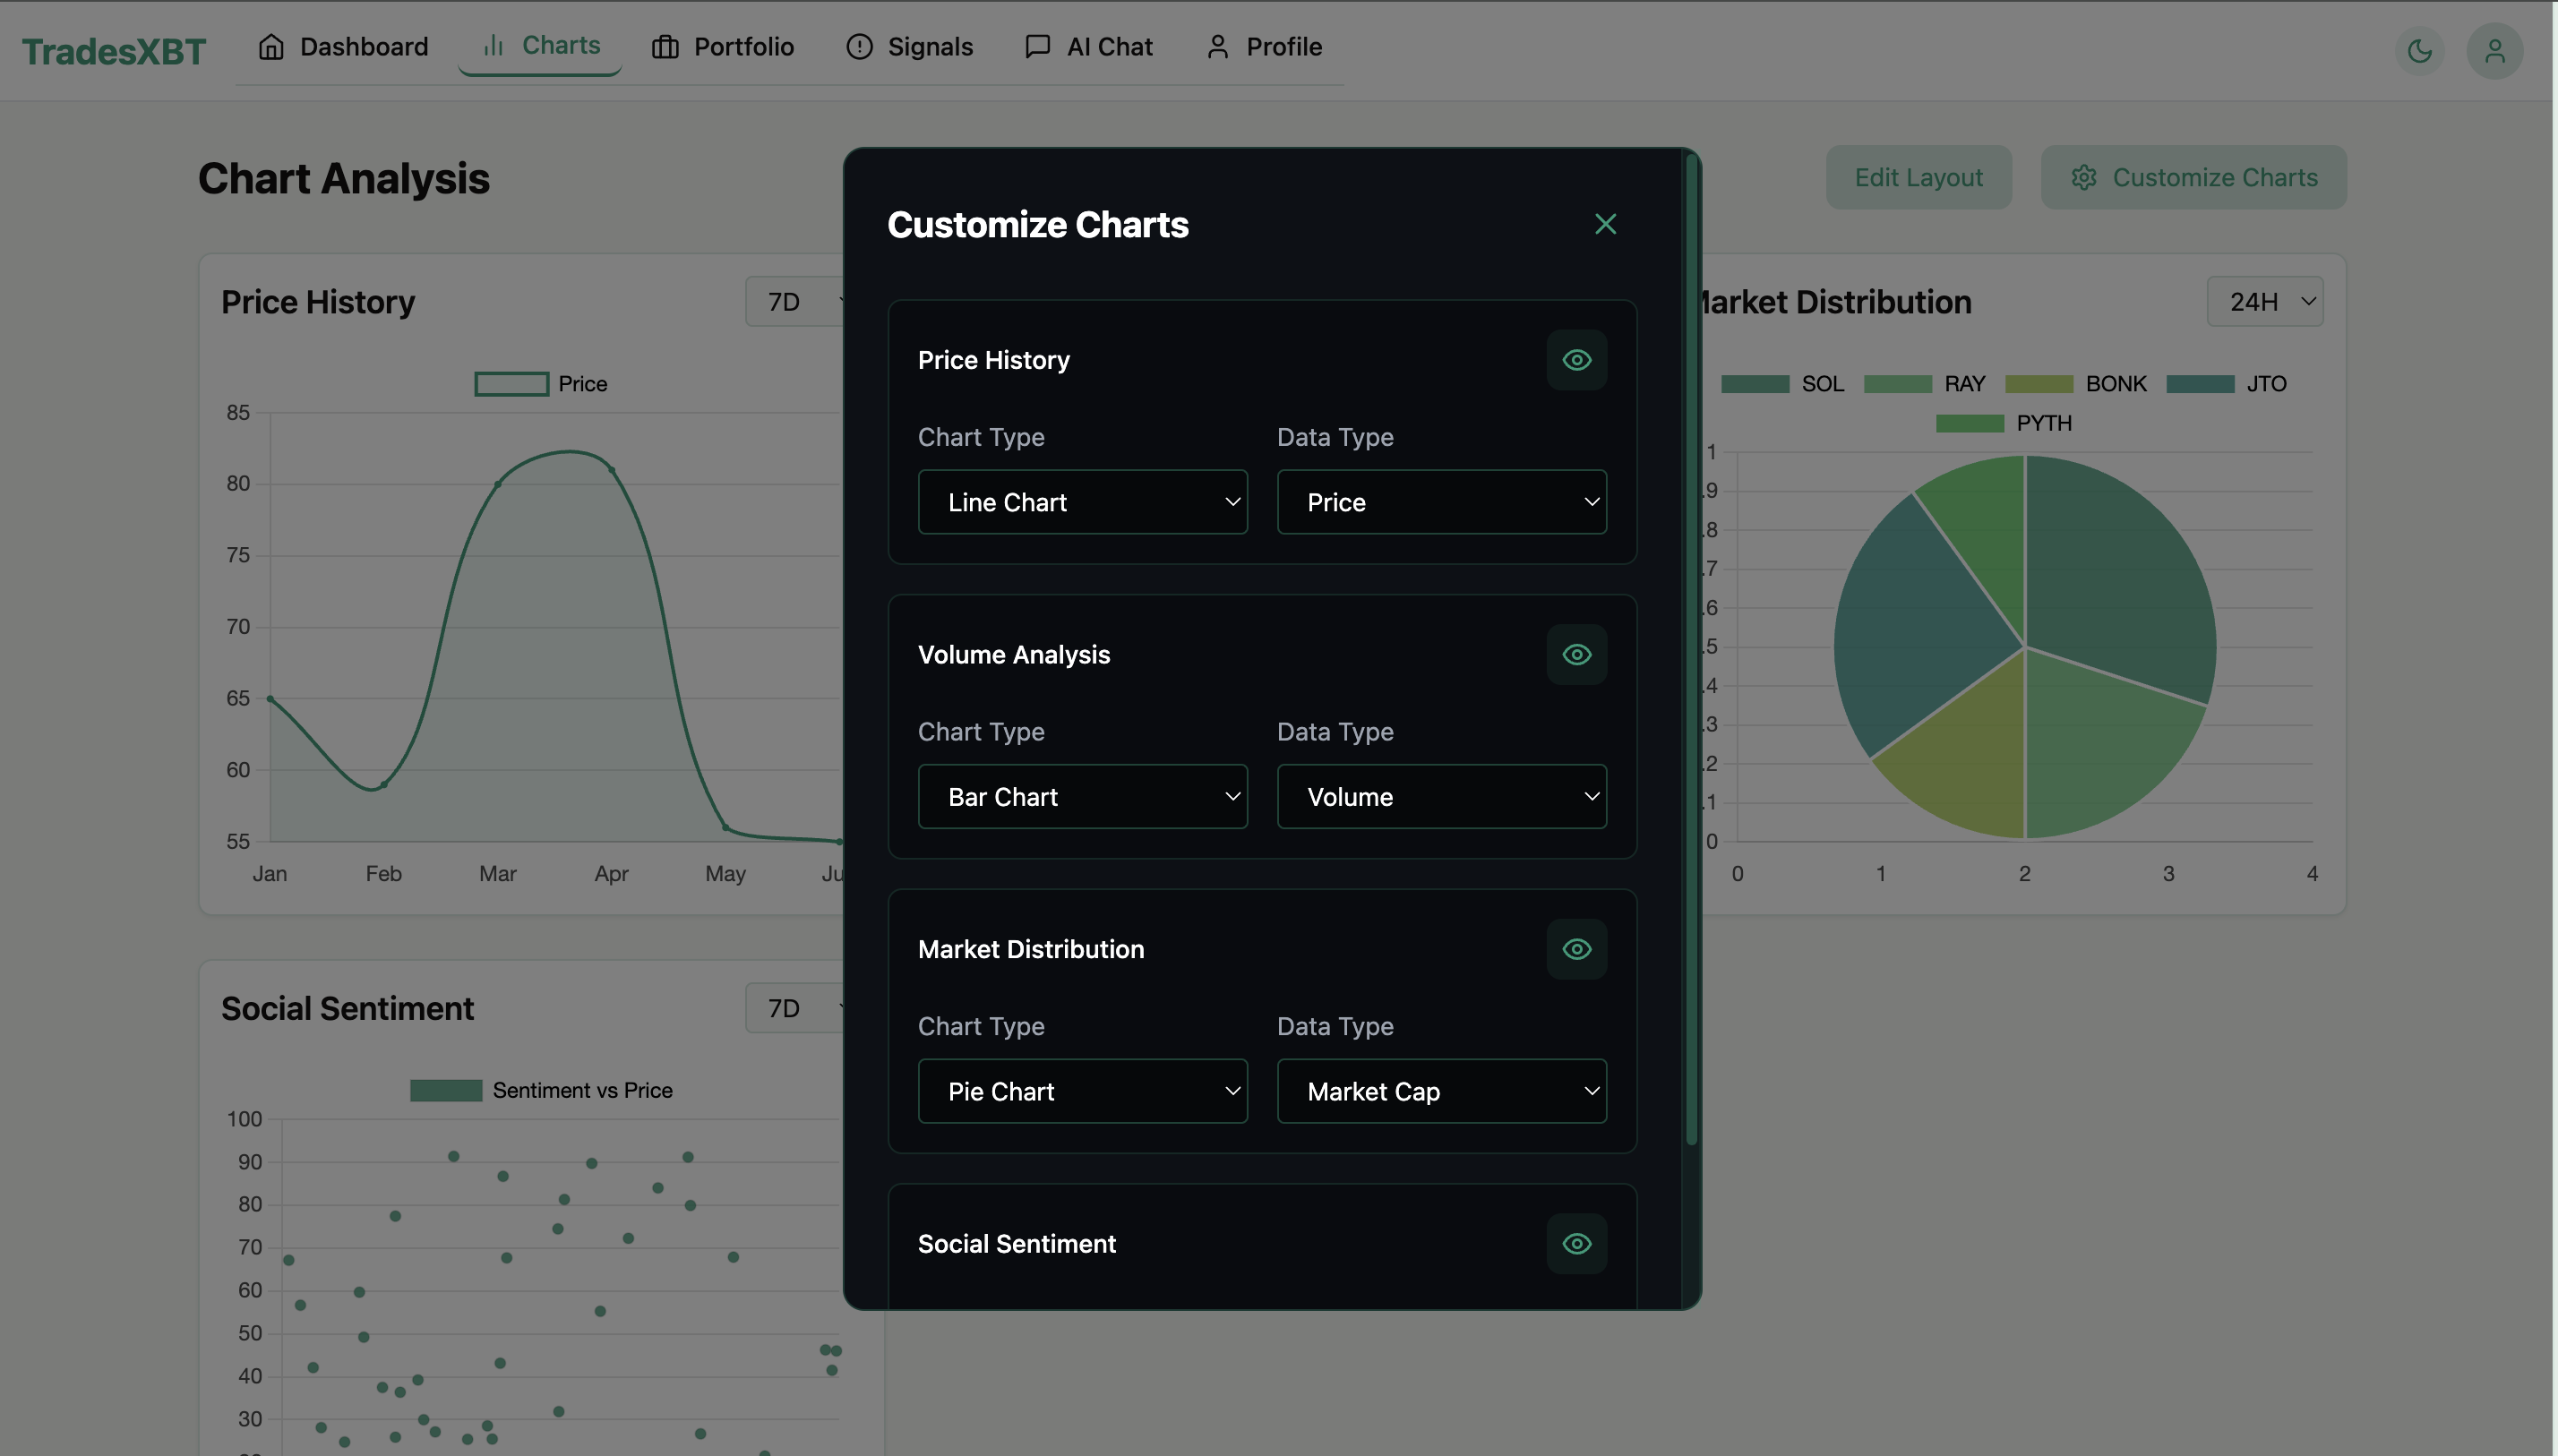 TradesXBT
Dashboard
Charts
Portfolio
Signals
AI Chat
Profile
Chart Analysis
Edit Layout
Customize Charts
Price History
7D
Price
85
80
75
70
65
60
55
Jan
Feb
Mar
Apr
May
Ju
Customize Charts
Price History
Chart Type
Data Type
Line Chart
Price
Volume Analysis
Chart Type
Data Type
Bar Chart
Volume
Market Distribution
Chart Type
Data Type
Pie Chart
Market Cap
Social Sentiment
Market Distribution
24H
SOL
RAY
BONK
JTO
PYTH
1
.9
.8
.7
.6
.5
.4
.3
.2
.1
0
0
1
2
3
4
Social Sentiment
7D
Sentiment vs Price
100
90
80
70
60
50
40
30